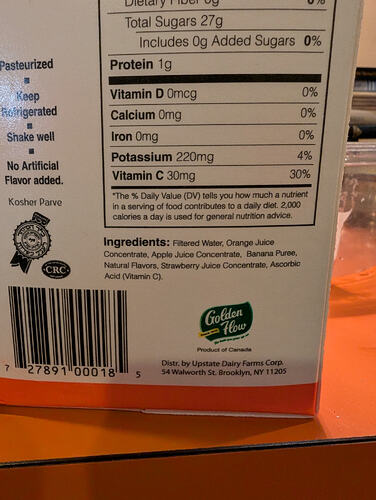 Dietary Fiber 0g 0%
Total Sugars 27g
Includes 0g Added Sugars 0%
Protein 1g
Vitamin D 0mcg 0%
Calcium 0mg 0%
Iron 0mg 0%
Potassium 220mg 4%
Vitamin C 30mg 30%
*The % Daily Value (DV) tells you how much a nutrient
in a serving of food contributes to a daily diet. 2,000
calories a day is used for general nutrition advice.
Pasteurized
Keep
Refrigerated
Shake well
No Artificial
Flavor added.
Kosher Parve
CRC
Ingredients: Filtered Water, Orange Juice
Concentrate, Apple Juice Concentrate, Banana Puree,
Natural Flavors, Strawberry Juice Concentrate, Ascorbic
Acid (Vitamin C).
Golden
Flow
Product of Canada
Distr. by Upstate Dairy Farms Corp.
54 Walworth St. Brooklyn, NY 11205
7 27891 00018 5